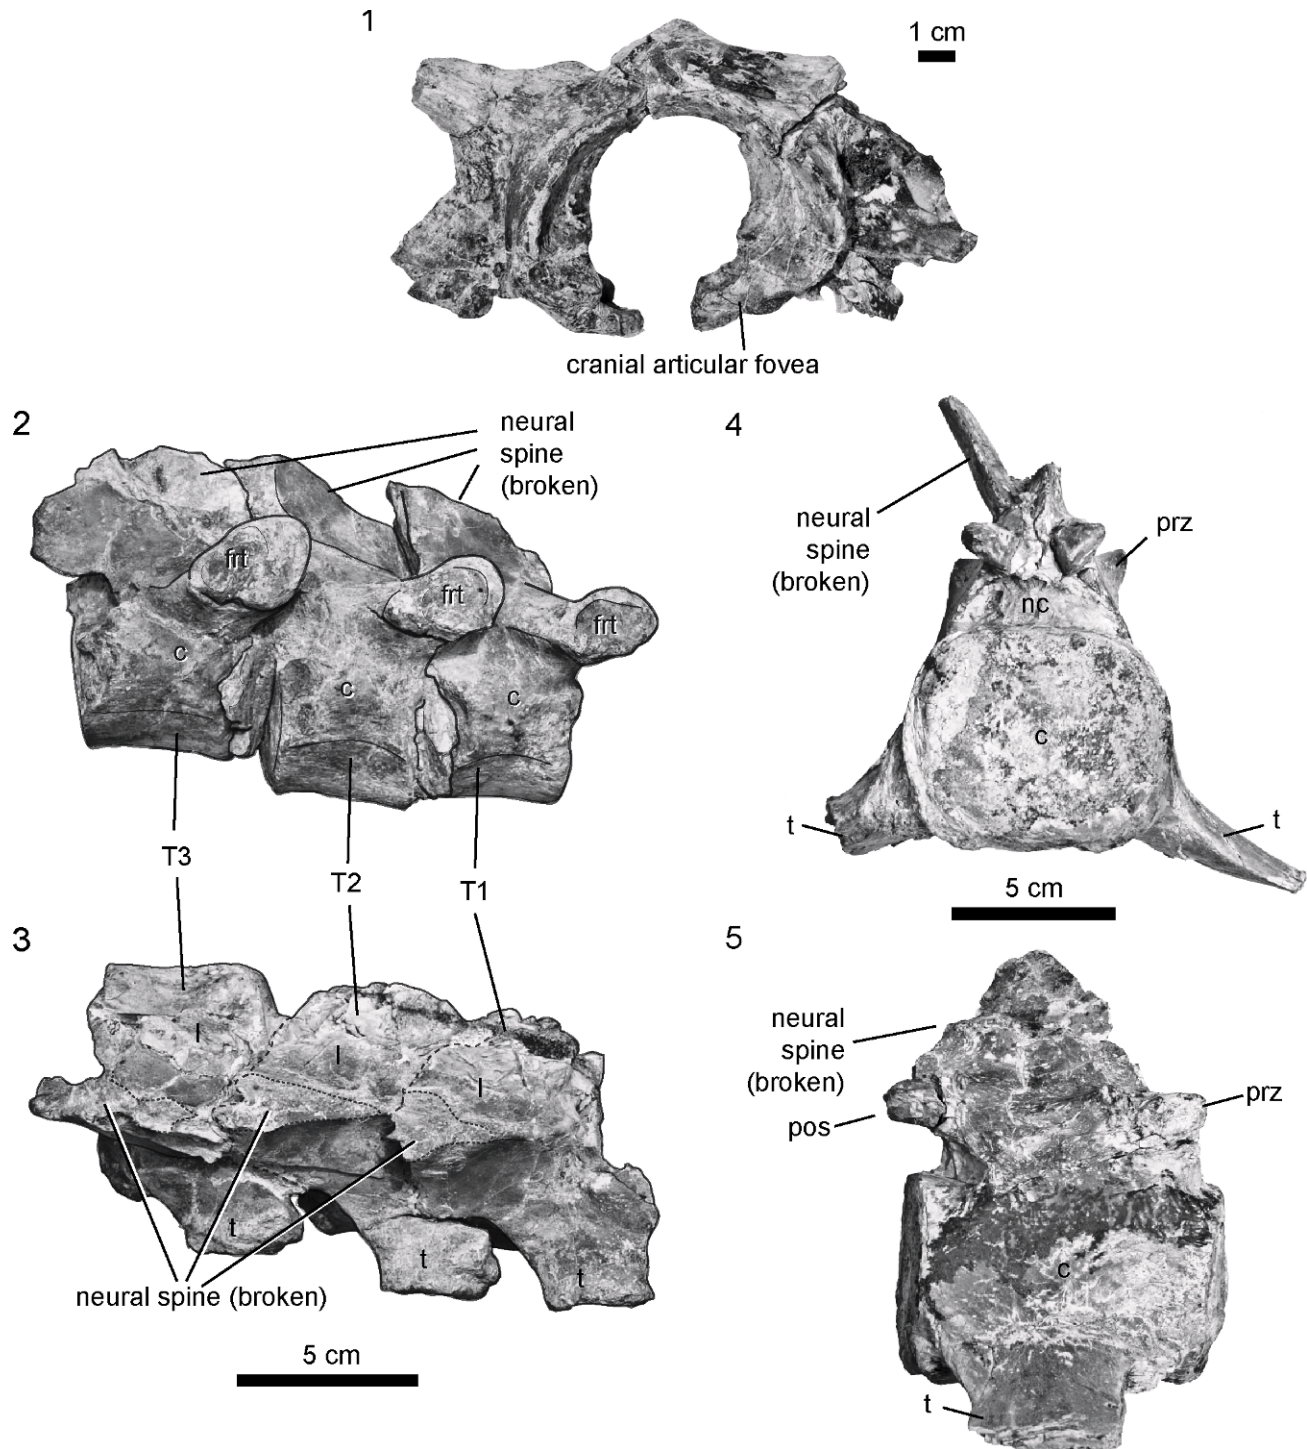 1
1 cm
cranial articular fovea
2
neural
spine
(broken)
frt
frt
frt
c
c
c
T3
T2
T1
3
l
l
l
t
t
t
neural spine (broken)
5 cm
4
neural
spine
(broken)
prz
nc
c
t
t
5 cm
5
neural
spine
(broken)
pos
prz
c
t